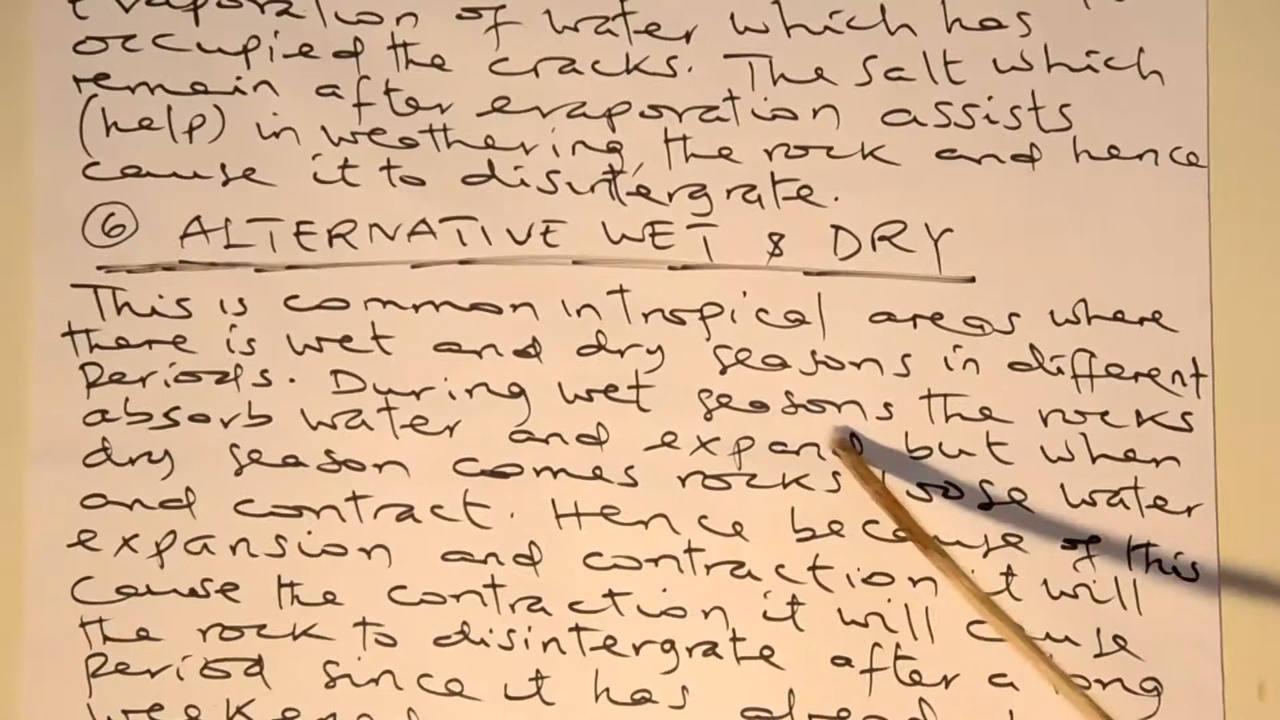 evaporation of water which has
occupied the cracks. The salt which
remain after evaporation assists
(help) in weathering, the rock and hence
cause it to disintergrate.
⑥ ALTERNATIVE WET & DRY
This is common in Tropical areas where
there is wet and dry seasons in different
Periods. During wet seasons the rocks
absorb water and expand but when
dry season comes rocks loose water
and contract. Hence because of this
expansion and contraction it will
cause the contraction it will cause
the rock to disintergrate after a long
Period since it has